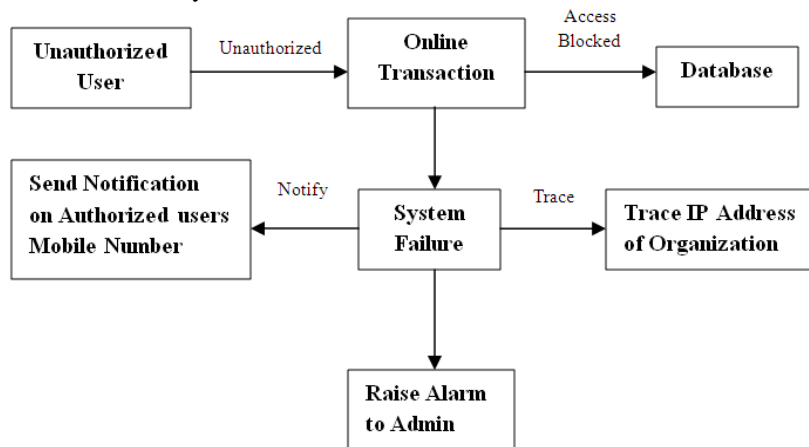 Access
Blocked
Unauthorized
User
Unauthorized
Online
Transaction
Database
Send Notification
on Authorized users
Mobile Number
Notify
System
Failure
Trace
Trace IP Address
of Organization
Raise Alarm
to Admin